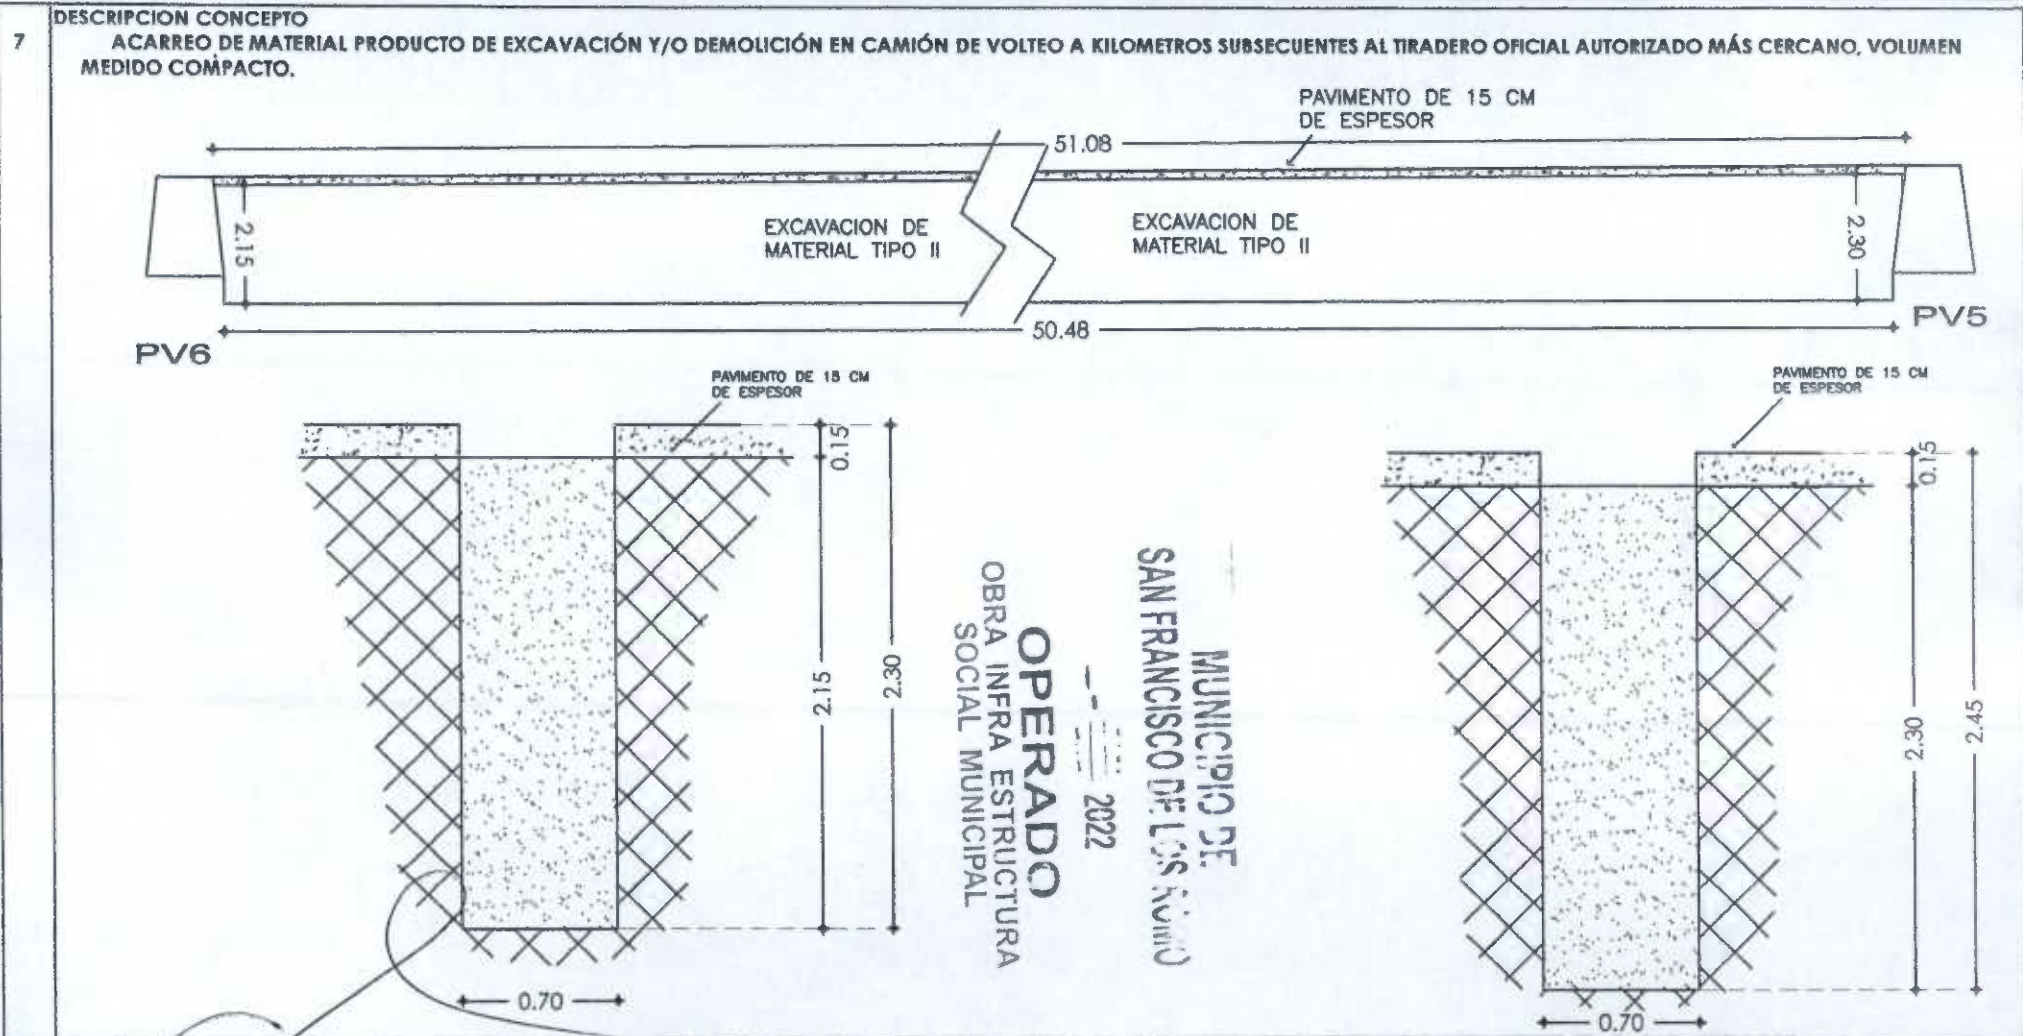 DESCRIPCION CONCEPTO
7
ACARREO DE MATERIAL PRODUCTO DE EXCAVACIÓN Y/O DEMOLICIÓN EN CAMIÓN DE VOLTEO A KILOMETROS SUBSECUENTES AL TIRADERO OFICIAL AUTORIZADO MÁS CERCANO, VOLUMEN
MEDIDO COMPACTO.
PAVIMENTO DE 15 CM
DE ESPESOR
51.08
2.15
EXCAVACION DE
MATERIAL TIPO II
EXCAVACION DE
MATERIAL TIPO II
2.30
50.48
PV6
PV5
PAVIMENTO DE 15 CM
DE ESPESOR
0.15
2.15
2.30
0.70
MUNICIPIO DE
SAN FRANCISCO DE LOS
2022
OPERADO
OBRA INFRA ESTRUCTURA
SOCIAL MUNICIPAL
PAVIMENTO DE 15 CM
DE ESPESOR
0.15
2.30
2.45
0.70